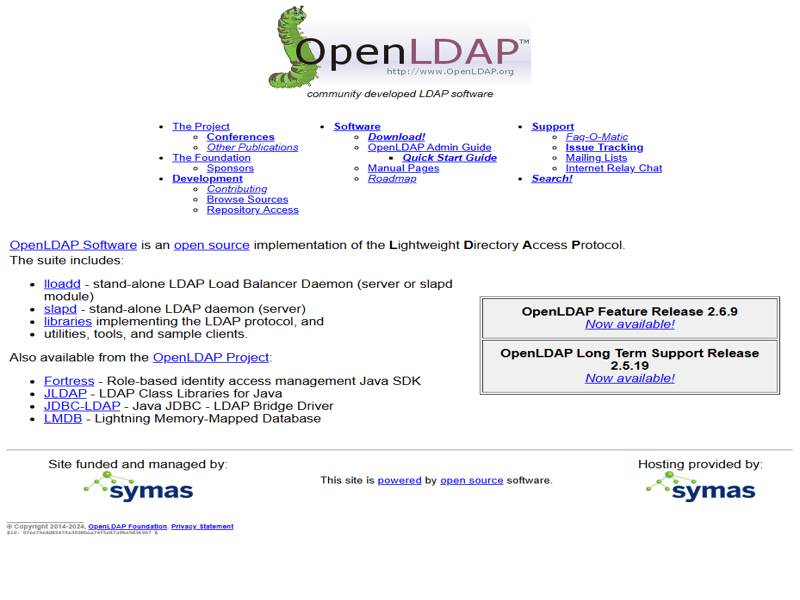 OpenLDAP™
http://www.OpenLDAP.org
community developed LDAP software
The Project
Conferences
Other Publications
The Foundation
Sponsors
Development
Contributing
Browse Sources
Repository Access
Software
Download!
OpenLDAP Admin Guide
Quick Start Guide
Manual Pages
Roadmap
Support
Faq-O-Matic
Issue Tracking
Mailing Lists
Internet Relay Chat
Search!
OpenLDAP Software is an open source implementation of the Lightweight Directory Access Protocol.
The suite includes:
lloadd - stand-alone LDAP Load Balancer Daemon (server or slapd
module)
slapd - stand-alone LDAP daemon (server)
libraries implementing the LDAP protocol, and
utilities, tools, and sample clients.
Also available from the OpenLDAP Project:
Fortress - Role-based identity access management Java SDK
JLDAP - LDAP Class Libraries for Java
JDBC-LDAP - Java JDBC - LDAP Bridge Driver
LMDB - Lightning Memory-Mapped Database
OpenLDAP Feature Release 2.6.9
Now available!
OpenLDAP Long Term Support Release
2.5.19
Now available!
Site funded and managed by:
symas
This site is powered by open source software.
Hosting provided by:
symas
© Copyright 2014-2024, OpenLDAP Foundation. Privacy Statement